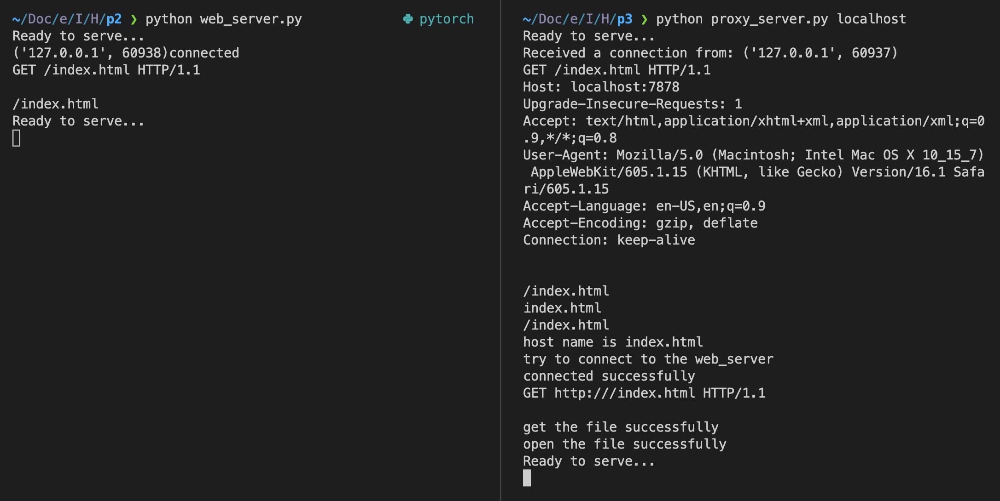 ~/Doc/e/I/H/p2 ❯ python web_server.py pytorch
Ready to serve...
('127.0.0.1', 60938)connected
GET /index.html HTTP/1.1
/index.html
Ready to serve...
~/Doc/e/I/H/p3 ❯ python proxy_server.py localhost
Ready to serve...
Received a connection from: ('127.0.0.1', 60937)
GET /index.html HTTP/1.1
Host: localhost:7878
Upgrade-Insecure-Requests: 1
Accept: text/html,application/xhtml+xml,application/xml;q=0
.9,*/*;q=0.8
User-Agent: Mozilla/5.0 (Macintosh; Intel Mac OS X 10_15_7)
 AppleWebKit/605.1.15 (KHTML, like Gecko) Version/16.1 Safa
ri/605.1.15
Accept-Language: en-US,en;q=0.9
Accept-Encoding: gzip, deflate
Connection: keep-alive
/index.html
index.html
/index.html
host name is index.html
try to connect to the web_server
connected successfully
GET http:///index.html HTTP/1.1
get the file successfully
open the file successfully
Ready to serve...